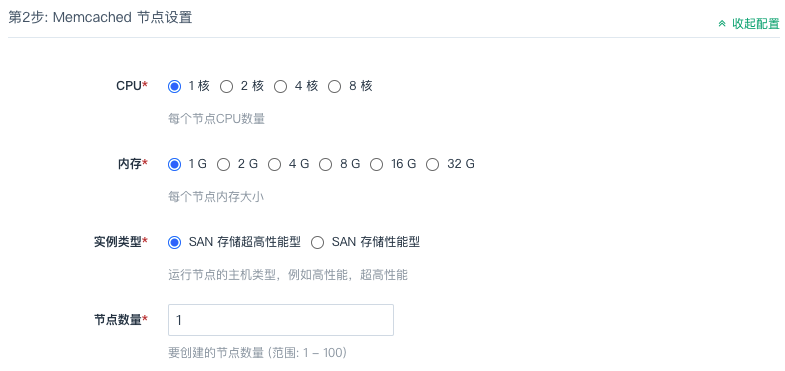 第2步: Memcached 节点设置
收起配置
CPU* 1 核 2 核 4 核 8 核
每个节点CPU数量
内存* 1 G 2 G 4 G 8 G 16 G 32 G
每个节点内存大小
实例类型* SAN 存储超高性能型 SAN 存储性能型
运行节点的主机类型，例如高性能，超高性能
节点数量* 1
要创建的节点数量 (范围: 1 – 100)